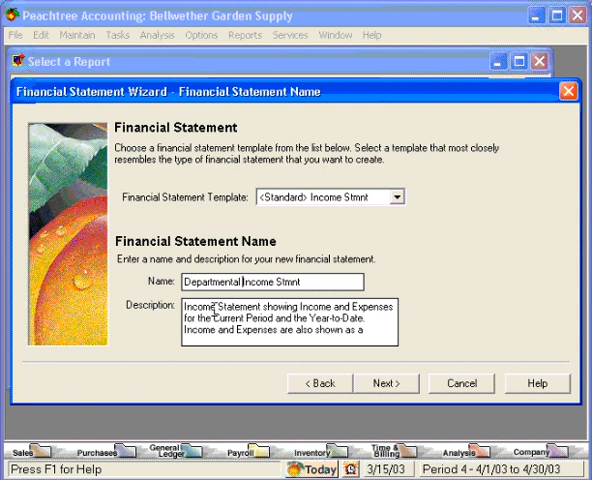 Peachtree Accounting: Bellwether Garden Supply
File Edit Maintain Tasks Analysis Options Reports Services Window Help
Select a Report
Financial Statement Wizard - Financial Statement Name
Financial Statement
Choose a financial statement template from the list below. Select a template that most closely
resembles the type of financial statement that you want to create.
Financial Statement Template: <Standard> Income Stmnt
Financial Statement Name
Enter a name and description for your new financial statement.
Name: Departmental Income Stmnt
Description: Income Statement showing Income and Expenses
for the Current Period and the Year-to-Date.
Income and Expenses are also shown as a
< Back Next > Cancel Help
Sales Purchases General Ledger Payroll Inventory Time & Billing Analysis Company
Press F1 for Help Today 3/15/03 Period 4 - 4/1/03 to 4/30/03